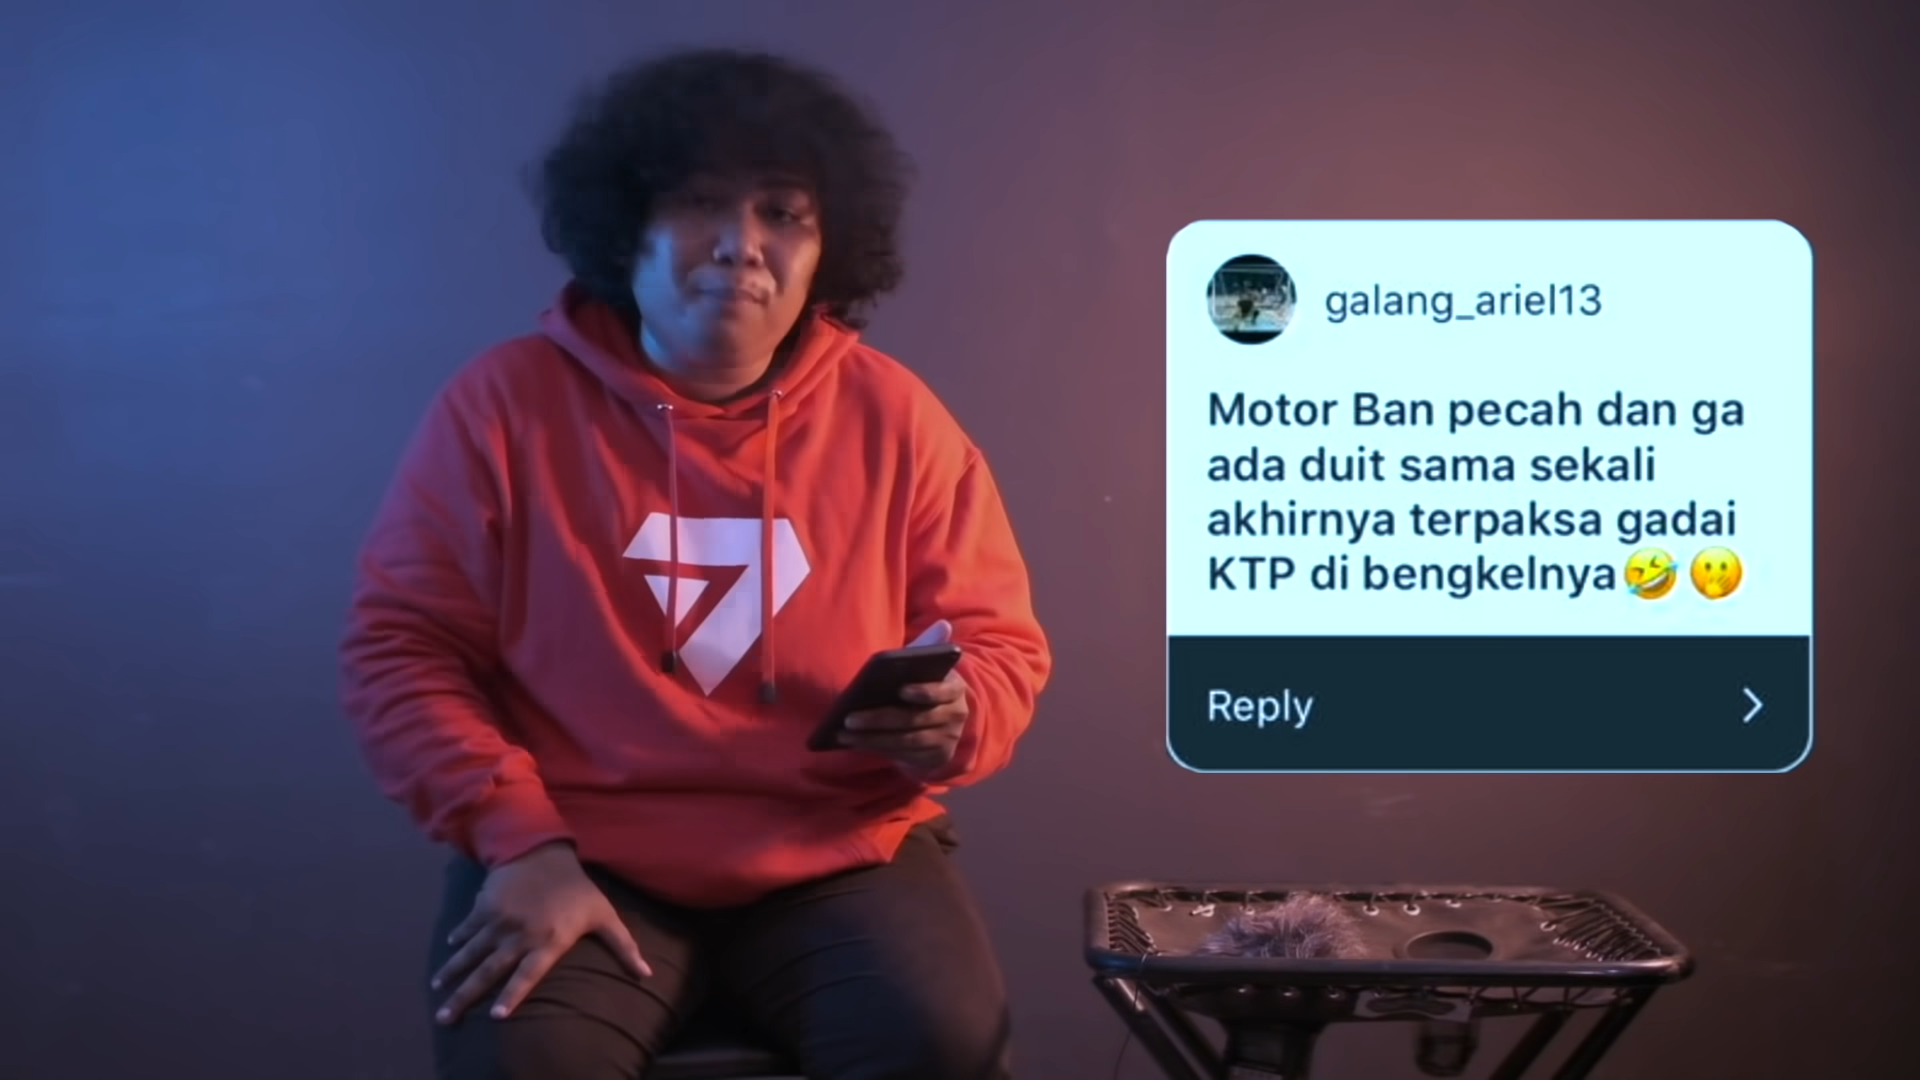 galang_ariel13
Motor Ban pecah dan ga
ada duit sama sekali
akhirnya terpaksa gadai
KTP di bengkelnya🤣🤭
Reply